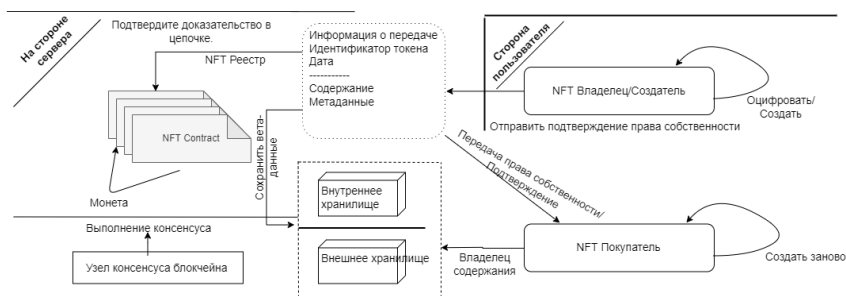 На стороне
сервера
Подтвердите доказательство в
цепочке.
NFT Реестр
NFT Contract
Монета
Информация о передаче
Идентификатор токена
Дата
-----------
Содержание
Метаданные
Сторона
пользователя
NFT Владелец/Создатель
Оцифровать/
Создать
Отправить подтверждение права собственности
Сохранить вета-
данные
Передача права собственности/
Подтверждение
Внутреннее
хранилище
Внешнее хранилище
Выполнение консенсуса
Узел консенсуса блокчейна
Владелец
содержания
NFT Покупатель
Создать заново